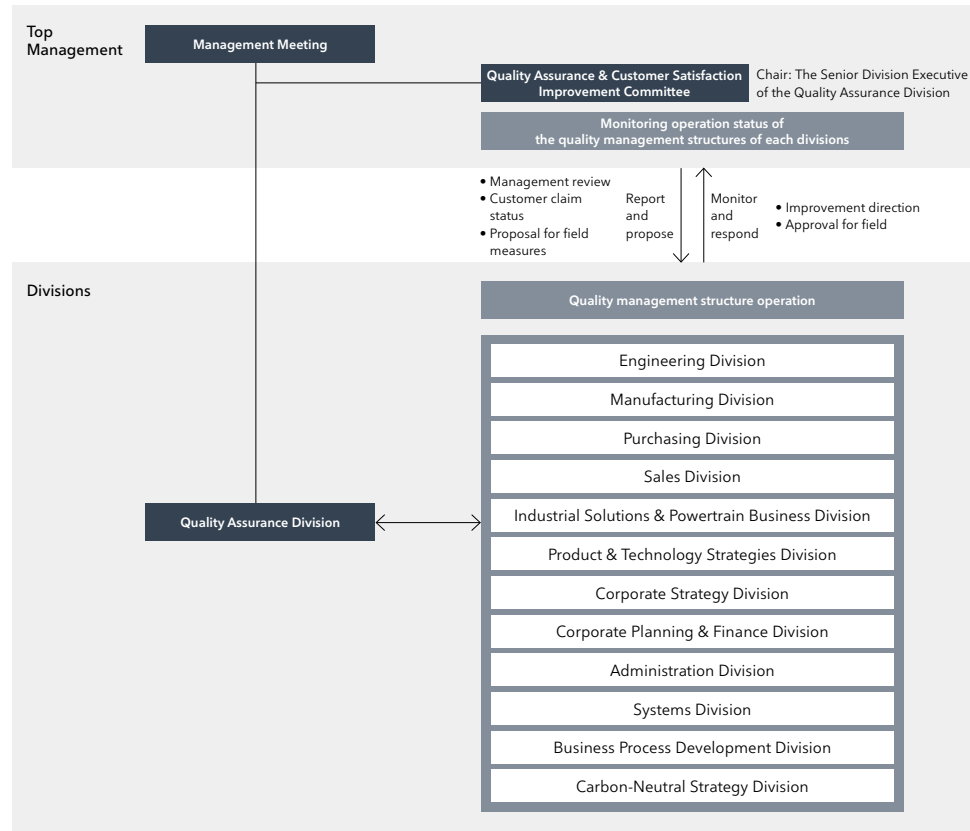 Top
Management
Management Meeting
Quality Assurance & Customer Satisfaction
Improvement Committee
Chair: The Senior Division Executive
of the Quality Assurance Division
Monitoring operation status of
the quality management structures of each divisions
• Management review
• Customer claim
status
• Proposal for field
measures
Report
and
propose
Monitor
and
respond
• Improvement direction
• Approval for field
Divisions
Quality management structure operation
Engineering Division
Manufacturing Division
Purchasing Division
Sales Division
Quality Assurance Division
Industrial Solutions & Powertrain Business Division
Product & Technology Strategies Division
Corporate Strategy Division
Corporate Planning & Finance Division
Administration Division
Systems Division
Business Process Development Division
Carbon-Neutral Strategy Division